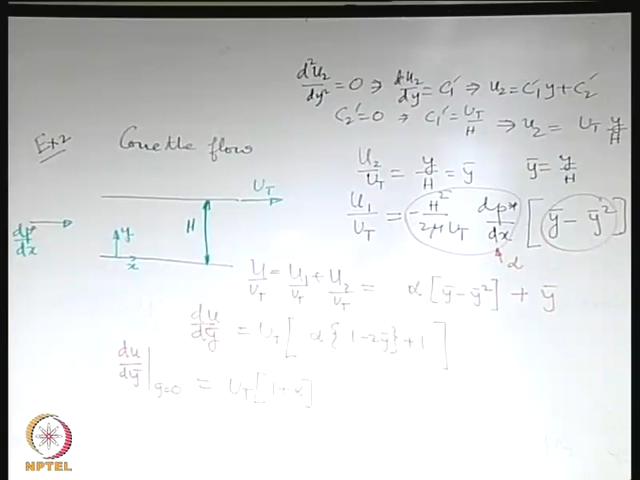 d²u₂/dy² = 0 ⇒ du₂/dy = C₁' ⇒ u₂ = C₁'y + C₂'
C₂' = 0 ⇒ C₁' = U_T/H ⇒ u₂ = U_T y/H
Ex 2
Couette flow
u₂/U_T = y/H = ȳ
ȳ = y/H
U_T
H
y
x
dp*/dx
u₁/U_T = - H²/2μU_T dp*/dx [ȳ - ȳ²]
α
u/U_T = u₁/U_T + u₂/U_T = α[ȳ - ȳ²] + ȳ
du/dȳ = U_T[α{1 - 2ȳ} + 1]
du/dȳ|ȳ=0 = U_T[1 + α]
NPTEL